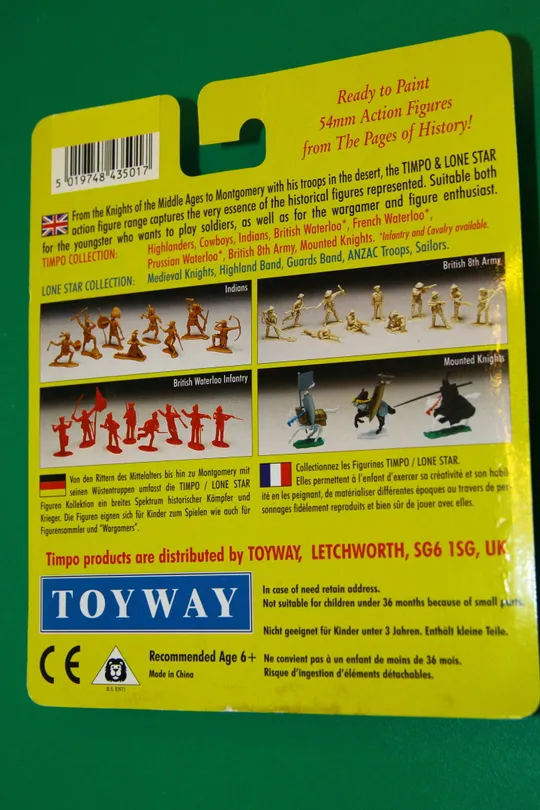 Ready to Paint
54mm Action Figures
from The Pages of History!
5 019748 435017
From the Knights of the Middle Ages to Montgomery with his troops in the desert, the TIMPO & LONE STAR
action figure range captures the very essence of the historical figures represented. Suitable both
for the youngster who wants to play soldiers, as well as for the wargamer and figure enthusiast.
TIMPO COLLECTION: Highlanders, Cowboys, Indians, British Waterloo*, French Waterloo*,
Prussian Waterloo*, British 8th Army, Mounted Knights. *Infantry and Cavalry available.
LONE STAR COLLECTION: Medieval Knights, Highland Band, Guards Band, ANZAC Troops, Sailors.
Indians
British 8th Army
British Waterloo Infantry
Mounted Knights
Von den Rittern des Mittelalters bis hin zu Montgomery mit
seinen Wüstentruppen umfasst die TIMPO / LONE STAR
Figuren Kollektion ein breites Spektrum historischer Kämpfer und
Krieger. Die Figuren eignen sich für Kinder zum Spielen wie auch für
Figurensammler und "Wargamers".
Collectionnez les Figurines TIMPO / LONE STAR.
Elles permettent à l'enfant d'exercer sa créativité et son habil-
ité en les peignant, de matérialiser différentes époques au travers de per-
sonnages fidèlement reproduits et bien sûr de jouer avec elles.
Timpo products are distributed by TOYWAY, LETCHWORTH, SG6 1SG, UK
TOYWAY
In case of need retain address.
Not suitable for children under 36 months because of small parts.
Nicht geeignet für Kinder unter 3 Jahren. Enthält kleine Teile.
CE
Recommended Age 6+
Made in China
Ne convient pas à un enfant de moins de 36 mois.
Risque d'ingestion d'éléments détachables.